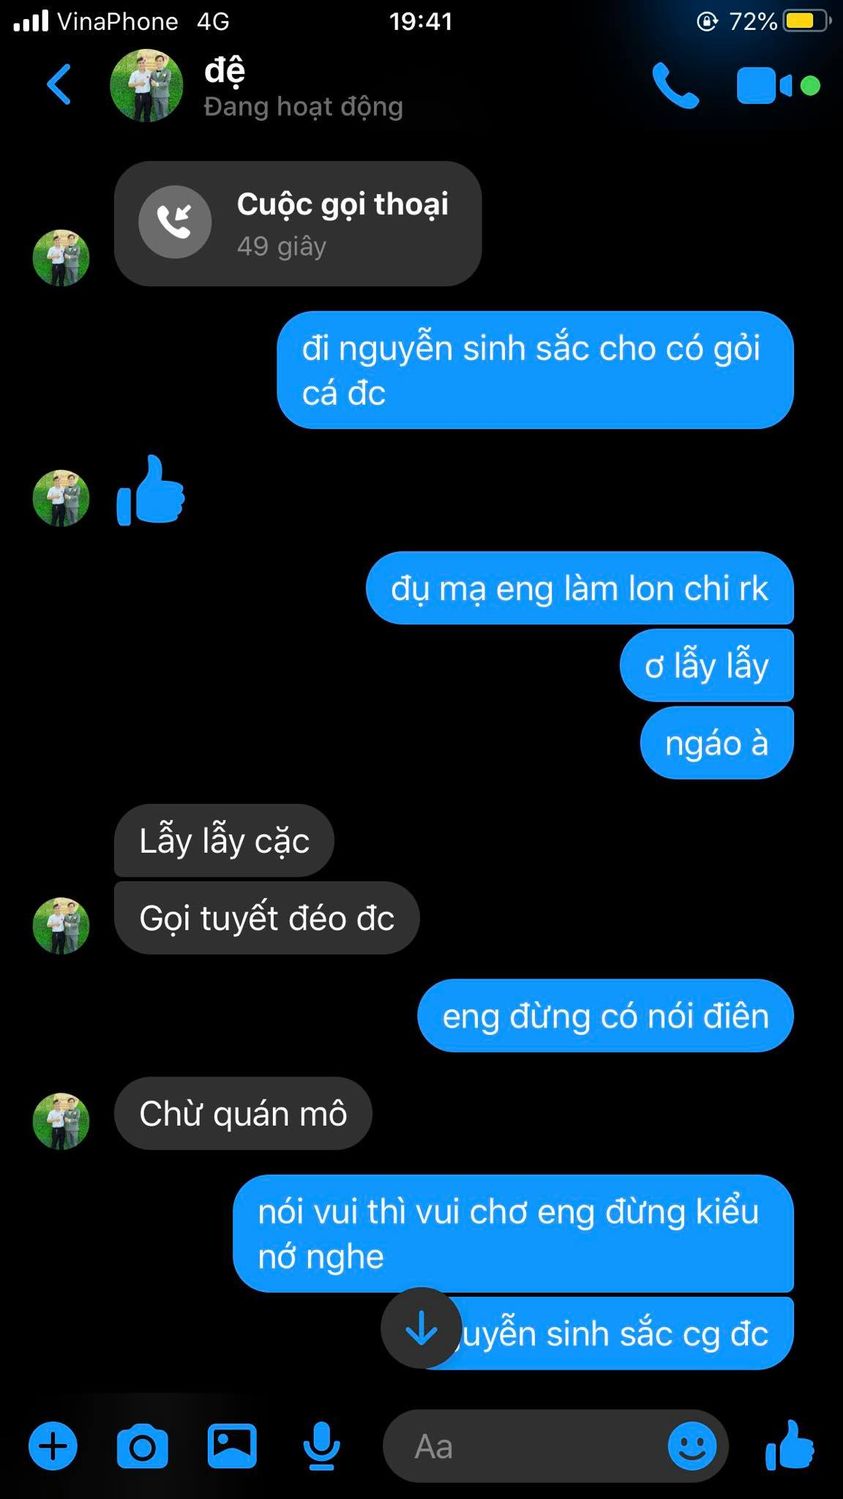 VinaPhone 4G 19:41 72%
đệ
Đang hoạt động
Cuộc gọi thoại
49 giây
đi nguyễn sinh sắc cho có gỏi
cá đc
đụ mạ eng làm lon chi rk
ơ lẫy lẫy
ngáo à
Lẫy lẫy cặc
Gọi tuyết đéo đc
eng đừng có nói điên
Chừ quán mô
nói vui thì vui chơ eng đừng kiểu
nớ nghe
sinh sắc cg đc
Aa